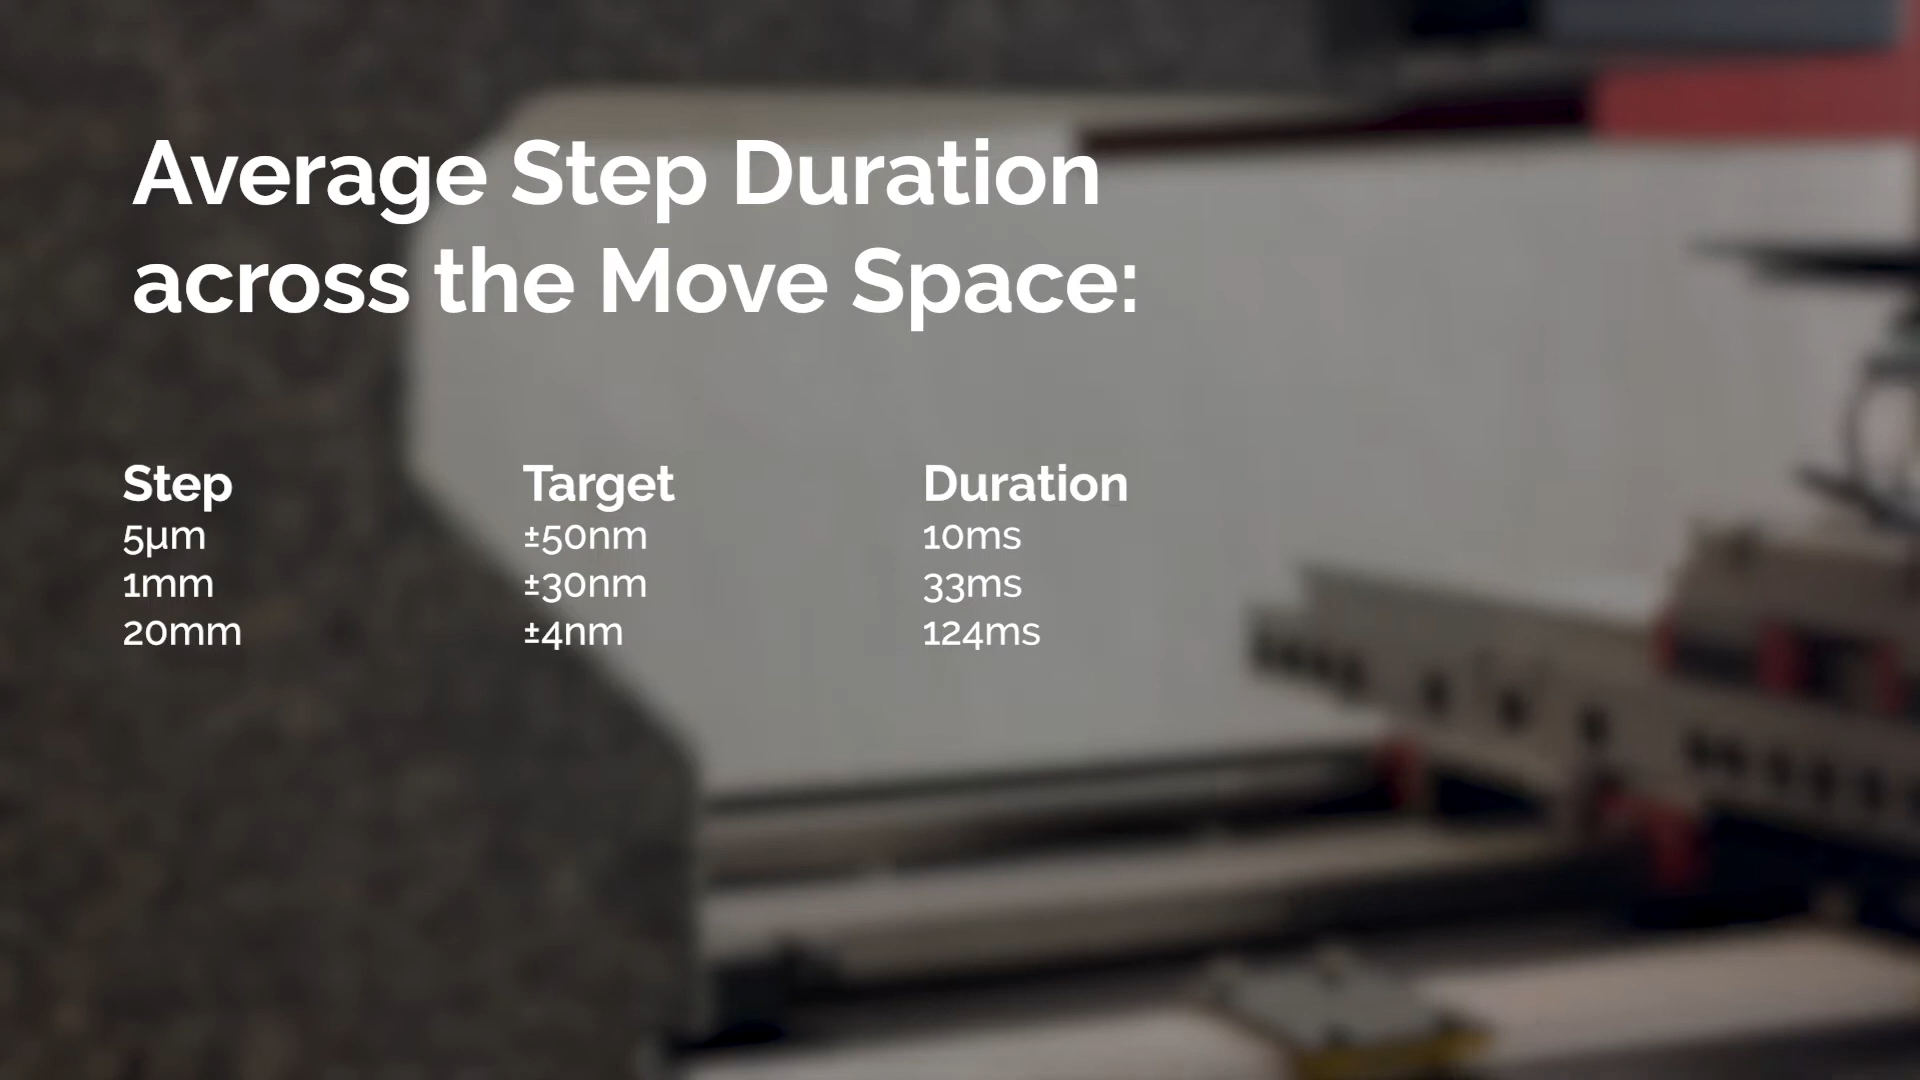 Average Step Duration
across the Move Space:
Step Target Duration
5µm ±50nm 10ms
1mm ±30nm 33ms
20mm ±4nm 124ms